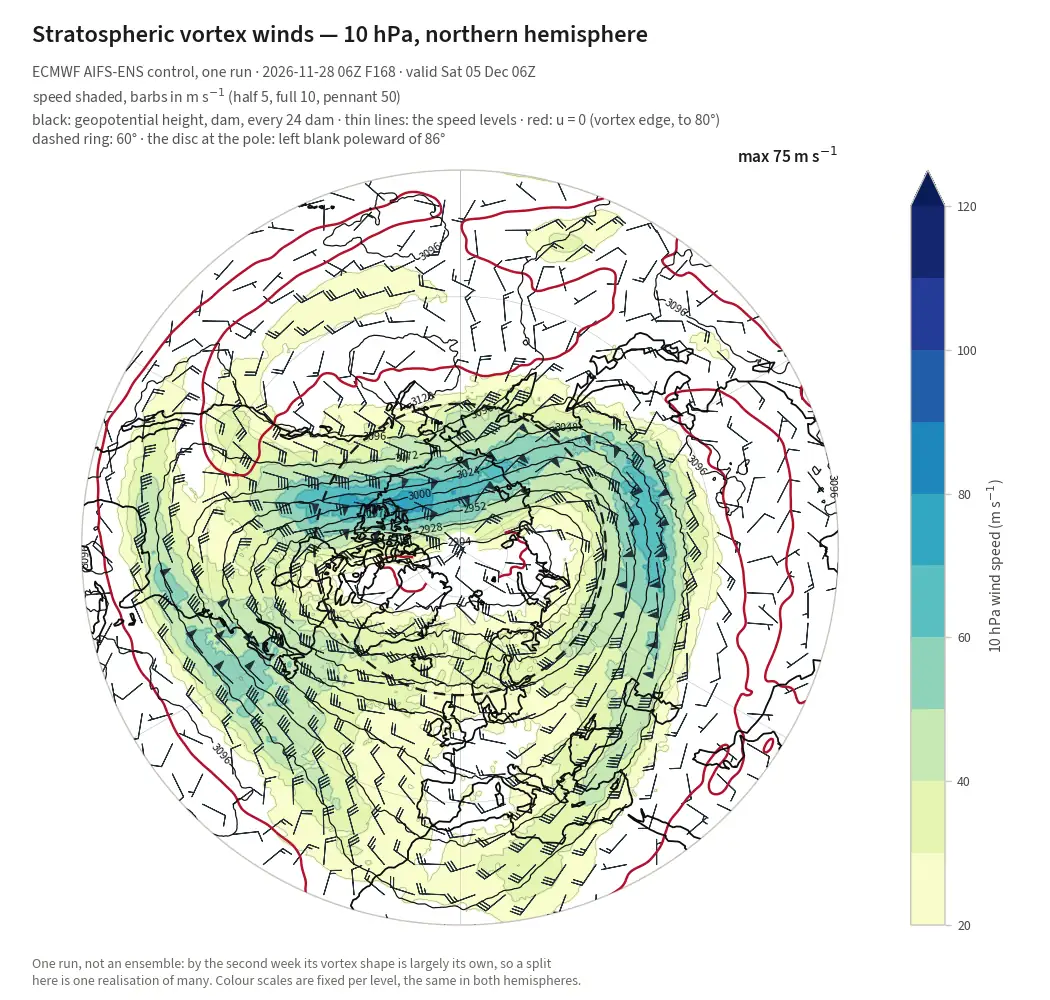 Stratospheric vortex winds — 10 hPa, northern hemisphere
ECMWF AIFS-ENS control, one run · 2026-11-28 06Z F168 · valid Sat 05 Dec 06Z
speed shaded, barbs in m s⁻¹ (half 5, full 10, pennant 50)
black: geopotential height, dam, every 24 dam · thin lines: the speed levels · red: u = 0 (vortex edge, to 80°)
dashed ring: 60° · the disc at the pole: left blank poleward of 86°
max 75 m s⁻¹
120
100
80
60
40
20
10 hPa wind speed (m s⁻¹)
3096
3096
3120
3096
3048
3072
3024
3096
3096
3000
2952
2928
2904
3096
One run, not an ensemble: by the second week its vortex shape is largely its own, so a split
here is one realisation of many. Colour scales are fixed per level, the same in both hemispheres.